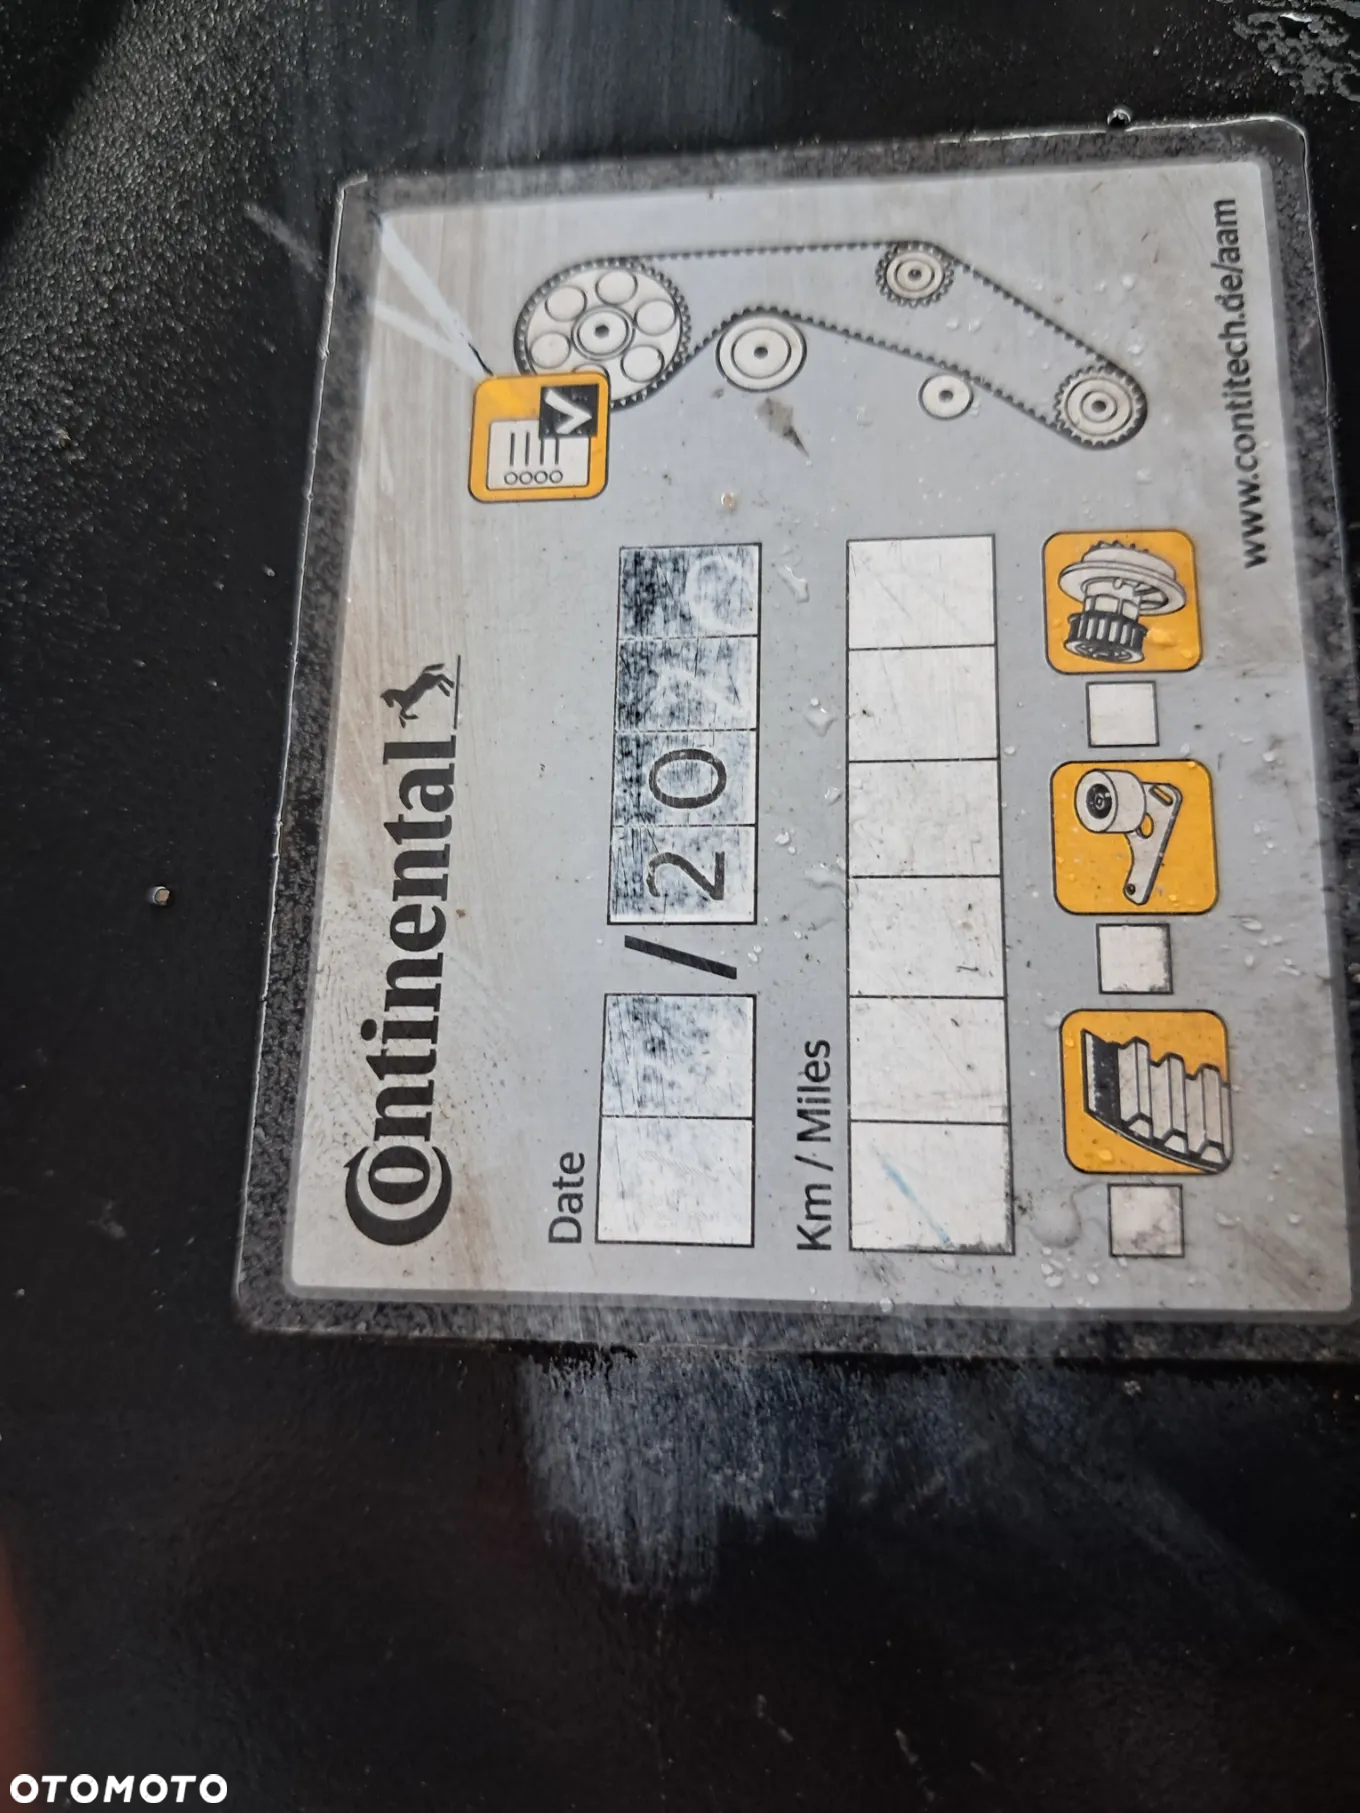 Continental
Date
/ 20
Km / Miles
www.contitech.de/aam
OTOMOTO